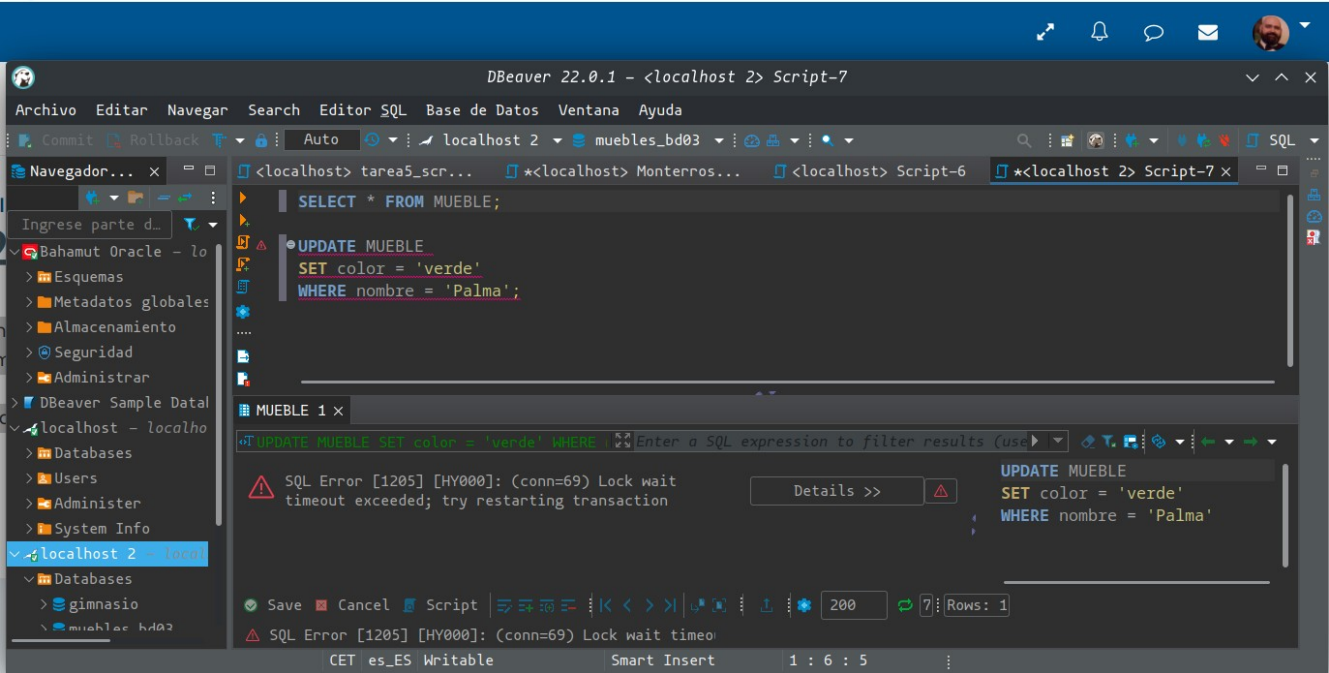 DBeaver 22.0.1 – <localhost 2> Script-7
Archivo Editar Navegar Search Editor SQL Base de Datos Ventana Ayuda
Commit Rollback Auto localhost 2 muebles_bd03 SQL
Navegador...
<localhost> tarea5_scr... *<localhost> Monterros... <localhost> Script-6 *<localhost 2> Script-7
Ingrese parte d...
Bahamut Oracle – lo
Esquemas
Metadatos globales
Almacenamiento
Seguridad
Administrar
DBeaver Sample Datal
localhost – localho
Databases
Users
Administer
System Info
localhost 2 – local
Databases
gimnasio
muebles_bd03
SELECT * FROM MUEBLE;
UPDATE MUEBLE
SET color = 'verde'
WHERE nombre = 'Palma';
MUEBLE 1
UPDATE MUEBLE SET color = 'verde' WHERE Enter a SQL expression to filter results (use
SQL Error [1205] [HY000]: (conn=69) Lock wait
timeout exceeded; try restarting transaction
Details >>
UPDATE MUEBLE
SET color = 'verde'
WHERE nombre = 'Palma'
Save Cancel Script 200 7 Rows: 1
SQL Error [1205] [HY000]: (conn=69) Lock wait timeo
CET es_ES Writable Smart Insert 1 : 6 : 5